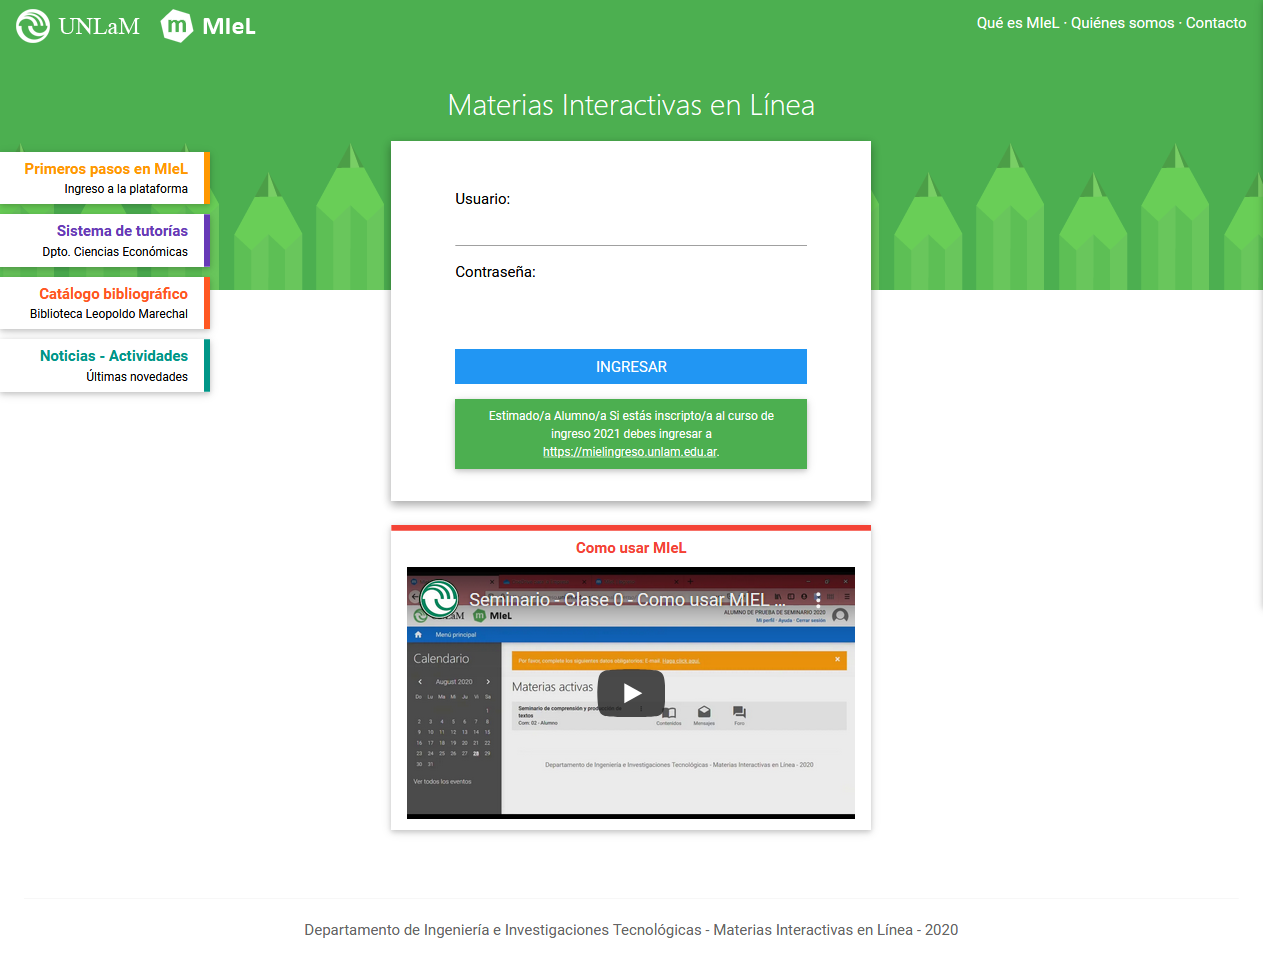 UNLaM MIeL
Qué es MIeL · Quiénes somos · Contacto
Materias Interactivas en Línea
Primeros pasos en MIeL
Ingreso a la plataforma
Sistema de tutorías
Dpto. Ciencias Económicas
Catálogo bibliográfico
Biblioteca Leopoldo Marechal
Noticias - Actividades
Últimas novedades
Usuario:
Contraseña:
INGRESAR
Estimado/a Alumno/a Si estás inscripto/a al curso de
ingreso 2021 debes ingresar a
https://mielingreso.unlam.edu.ar.
Como usar MIeL
Seminario - Clase 0 - Como usar MIEL ...
MIeL
ALUMNO DE PRUEBA DE SEMINARIO 2020
Mi perfil · Ayuda · Cerrar sesión
Menú principal
Calendario
August 2020
Do Lu Ma Mi Ju Vi Sa
1
2 3 4 5 6 7 8
9 10 11 12 13 14 15
16 17 18 19 20 21 22
23 24 25 26 27 28 29
30 31
Ver todos los eventos
Por favor, complete los siguientes datos obligatorios: E-mail. Haga click aquí.
Materias activas
Seminario de comprensión y producción de
textos
Com: 02 - Alumno
Contenidos
Mensajes
Foro
Departamento de Ingeniería e Investigaciones Tecnológicas - Materias Interactivas en Línea - 2020
Departamento de Ingeniería e Investigaciones Tecnológicas - Materias Interactivas en Línea - 2020